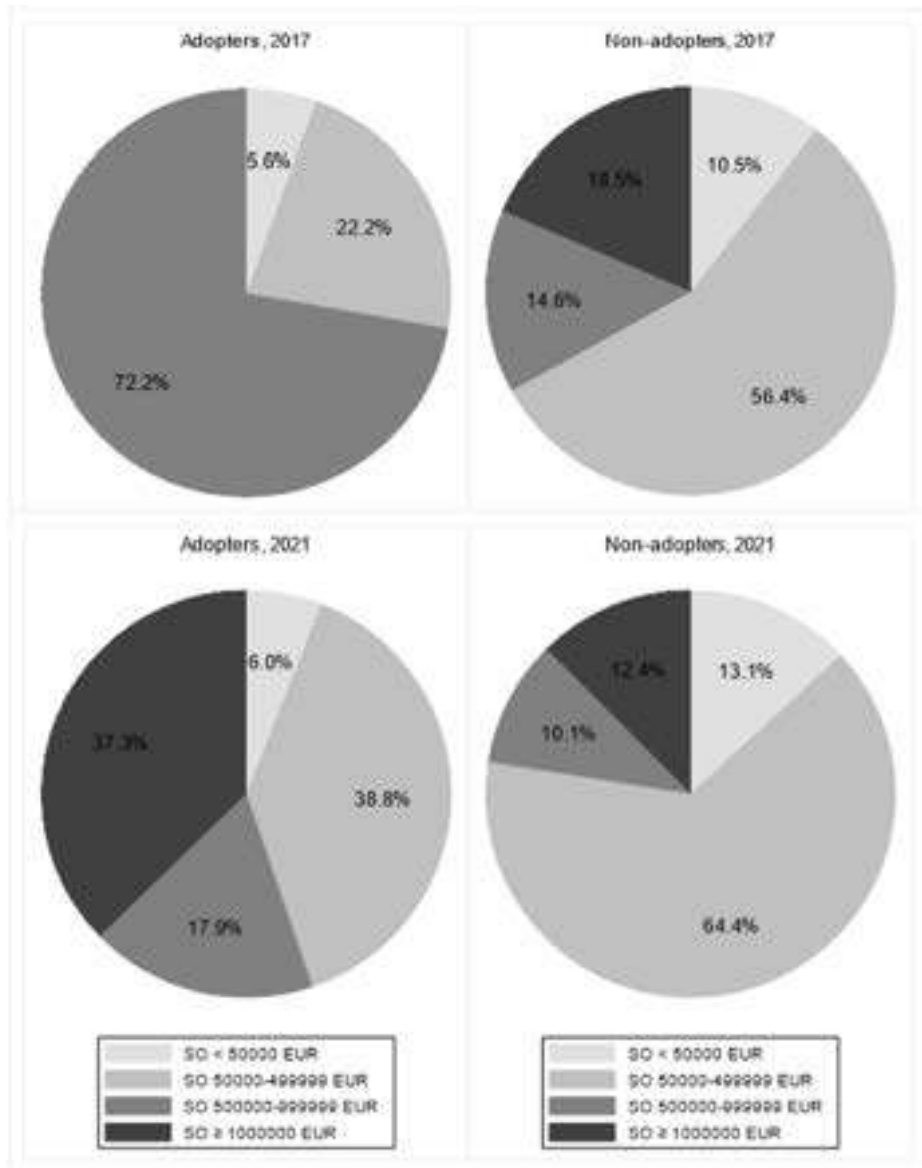 Adopters, 2017
5.6%
22.2%
72.2%
Non-adopters, 2017
10.5%
18.5%
14.6%
56.4%
Adopters, 2021
6.0%
37.3%
38.8%
17.9%
Non-adopters, 2021
12.4%
13.1%
10.1%
64.4%
SO < 50000 EUR
SO 50000-499999 EUR
SO 500000-999999 EUR
SO ≥ 1000000 EUR
SO < 50000 EUR
SO 50000-499999 EUR
SO 500000-999999 EUR
SO ≥ 1000000 EUR